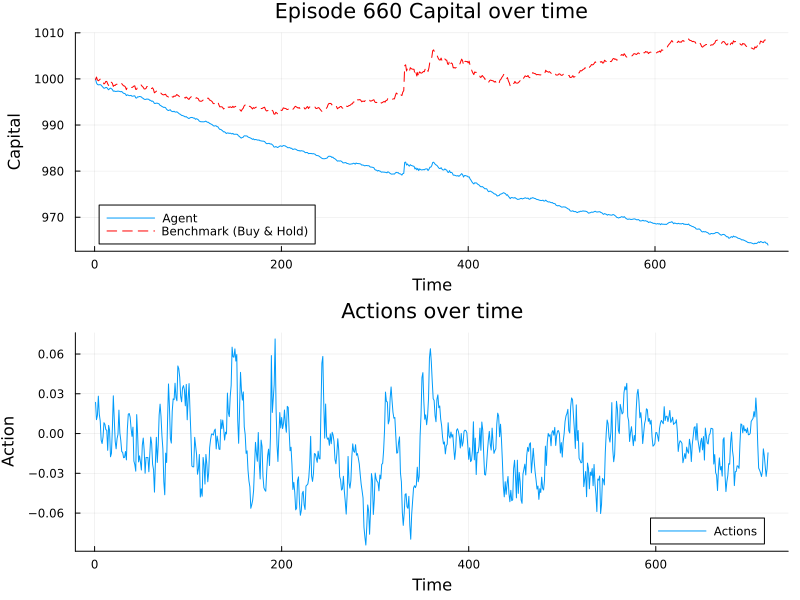 Episode 660 Capital over time
1010
1000
990
980
970
Capital
Agent
Benchmark (Buy & Hold)
0
200
400
600
Time
Actions over time
0.06
0.03
0.00
−0.03
−0.06
Action
Actions
0
200
400
600
Time